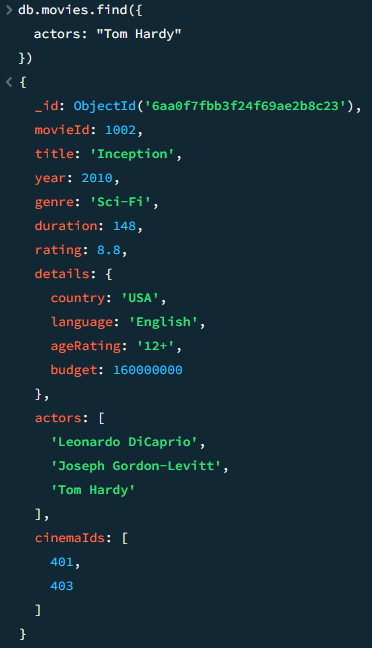 > db.movies.find({
    actors: "Tom Hardy"
  })
< {
    _id: ObjectId('6aa0f7fbb3f24f69ae2b8c23'),
    movieId: 1002,
    title: 'Inception',
    year: 2010,
    genre: 'Sci-Fi',
    duration: 148,
    rating: 8.8,
    details: {
      country: 'USA',
      language: 'English',
      ageRating: '12+',
      budget: 160000000
    },
    actors: [
      'Leonardo DiCaprio',
      'Joseph Gordon-Levitt',
      'Tom Hardy'
    ],
    cinemaIds: [
      401,
      403
    ]
  }